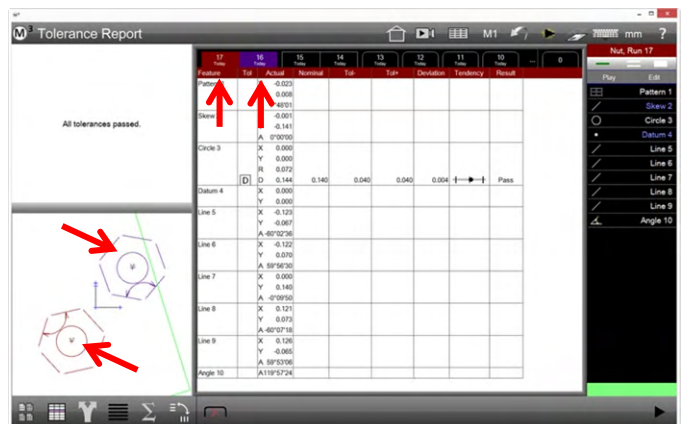 M³ Tolerance Report
M1
mm
?
All tolerances passed.
17 Today 16 Today 15 Today 14 Today 13 Today 12 Today 11 Today 10 Today ... 0
Feature Tol Actual Nominal Tol- Tol+ Deviation Tendency Result
Pattern -0.023
0.008
°48'01
Skew -0.001
-0.141
A 0°00'00
Circle 3 X 0.000
Y 0.000
R 0.072
D D 0.144 0.140 0.040 0.040 0.004 Pass
Datum 4 X 0.000
Y 0.000
Line 5 X -0.123
Y -0.067
A -60°02'36
Line 6 X -0.122
Y 0.070
A 59°56'30
Line 7 X 0.000
Y 0.140
A -0°09'50
Line 8 X 0.121
Y 0.073
A -60°07'18
Line 9 X 0.126
Y -0.065
A 59°53'06
Angle 10 A119°57'24
Nut, Run 17
Play Edit
Pattern 1
Skew 2
Circle 3
Datum 4
Line 5
Line 6
Line 7
Line 8
Line 9
Angle 10